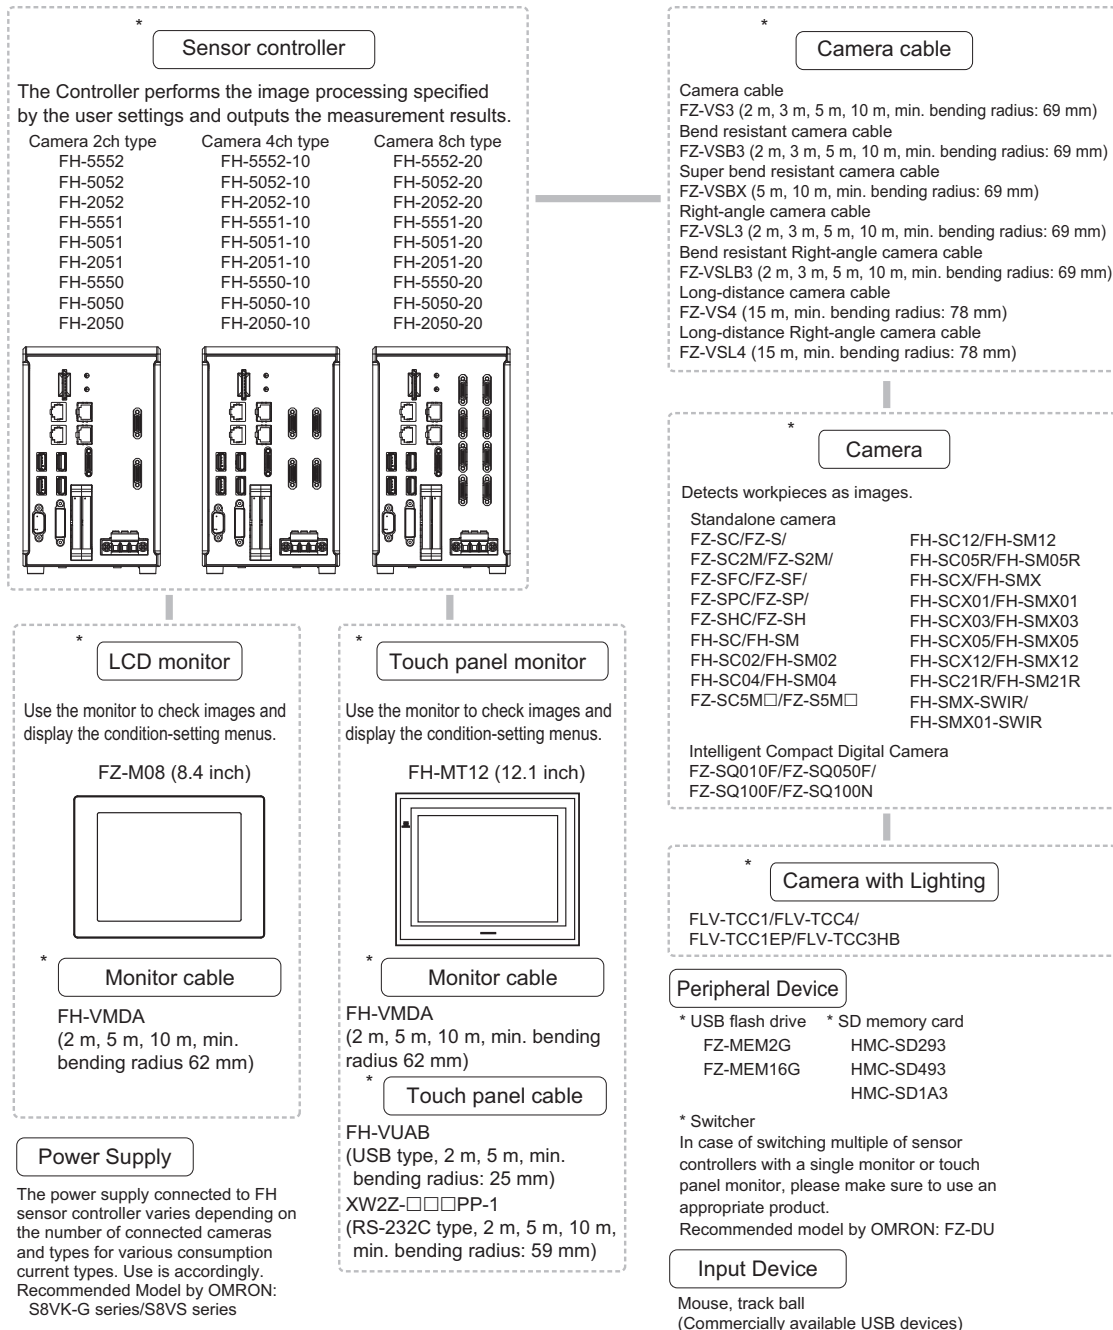 *
Sensor controller
The Controller performs the image processing specified
by the user settings and outputs the measurement results.
Camera 2ch type
FH-5552
FH-5052
FH-2052
FH-5551
FH-5051
FH-2051
FH-5550
FH-5050
FH-2050
Camera 4ch type
FH-5552-10
FH-5052-10
FH-2052-10
FH-5551-10
FH-5051-10
FH-2051-10
FH-5550-10
FH-5050-10
FH-2050-10
Camera 8ch type
FH-5552-20
FH-5052-20
FH-2052-20
FH-5551-20
FH-5051-20
FH-2051-20
FH-5550-20
FH-5050-20
FH-2050-20
*
LCD monitor
Use the monitor to check images and
display the condition-setting menus.
FZ-M08 (8.4 inch)
*
Monitor cable
FH-VMDA
(2 m, 5 m, 10 m, min.
bending radius 62 mm)
Power Supply
The power supply connected to FH
sensor controller varies depending on
the number of connected cameras
and types for various consumption
current types. Use is accordingly.
Recommended Model by OMRON:
S8VK-G series/S8VS series
*
Touch panel monitor
Use the monitor to check images and
display the condition-setting menus.
FH-MT12 (12.1 inch)
*
Monitor cable
FH-VMDA
(2 m, 5 m, 10 m, min. bending
radius 62 mm)
*
Touch panel cable
FH-VUAB
(USB type, 2 m, 5 m, min.
bending radius: 25 mm)
XW2Z-□□□PP-1
(RS-232C type, 2 m, 5 m, 10 m,
min. bending radius: 59 mm)
*
Camera cable
Camera cable
FZ-VS3 (2 m, 3 m, 5 m, 10 m, min. bending radius: 69 mm)
Bend resistant camera cable
FZ-VSB3 (2 m, 3 m, 5 m, 10 m, min. bending radius: 69 mm)
Super bend resistant camera cable
FZ-VSBX (5 m, 10 m, min. bending radius: 69 mm)
Right-angle camera cable
FZ-VSL3 (2 m, 3 m, 5 m, 10 m, min. bending radius: 69 mm)
Bend resistant Right-angle camera cable
FZ-VSLB3 (2 m, 3 m, 5 m, 10 m, min. bending radius: 69 mm)
Long-distance camera cable
FZ-VS4 (15 m, min. bending radius: 78 mm)
Long-distance Right-angle camera cable
FZ-VSL4 (15 m, min. bending radius: 78 mm)
*
Camera
Detects workpieces as images.
Standalone camera
FZ-SC/FZ-S/
FZ-SC2M/FZ-S2M/
FZ-SFC/FZ-SF/
FZ-SPC/FZ-SP/
FZ-SHC/FZ-SH
FH-SC/FH-SM
FH-SC02/FH-SM02
FH-SC04/FH-SM04
FZ-SC5M□/FZ-S5M□
FH-SC12/FH-SM12
FH-SC05R/FH-SM05R
FH-SCX/FH-SMX
FH-SCX01/FH-SMX01
FH-SCX03/FH-SMX03
FH-SCX05/FH-SMX05
FH-SCX12/FH-SMX12
FH-SC21R/FH-SM21R
FH-SMX-SWIR/
FH-SMX01-SWIR
Intelligent Compact Digital Camera
FZ-SQ010F/FZ-SQ050F/
FZ-SQ100F/FZ-SQ100N
*
Camera with Lighting
FLV-TCC1/FLV-TCC4/
FLV-TCC1EP/FLV-TCC3HB
Peripheral Device
* USB flash drive
FZ-MEM2G
FZ-MEM16G
* SD memory card
HMC-SD293
HMC-SD493
HMC-SD1A3
* Switcher
In case of switching multiple of sensor
controllers with a single monitor or touch
panel monitor, please make sure to use an
appropriate product.
Recommended model by OMRON: FZ-DU
Input Device
Mouse, track ball
(Commercially available USB devices)